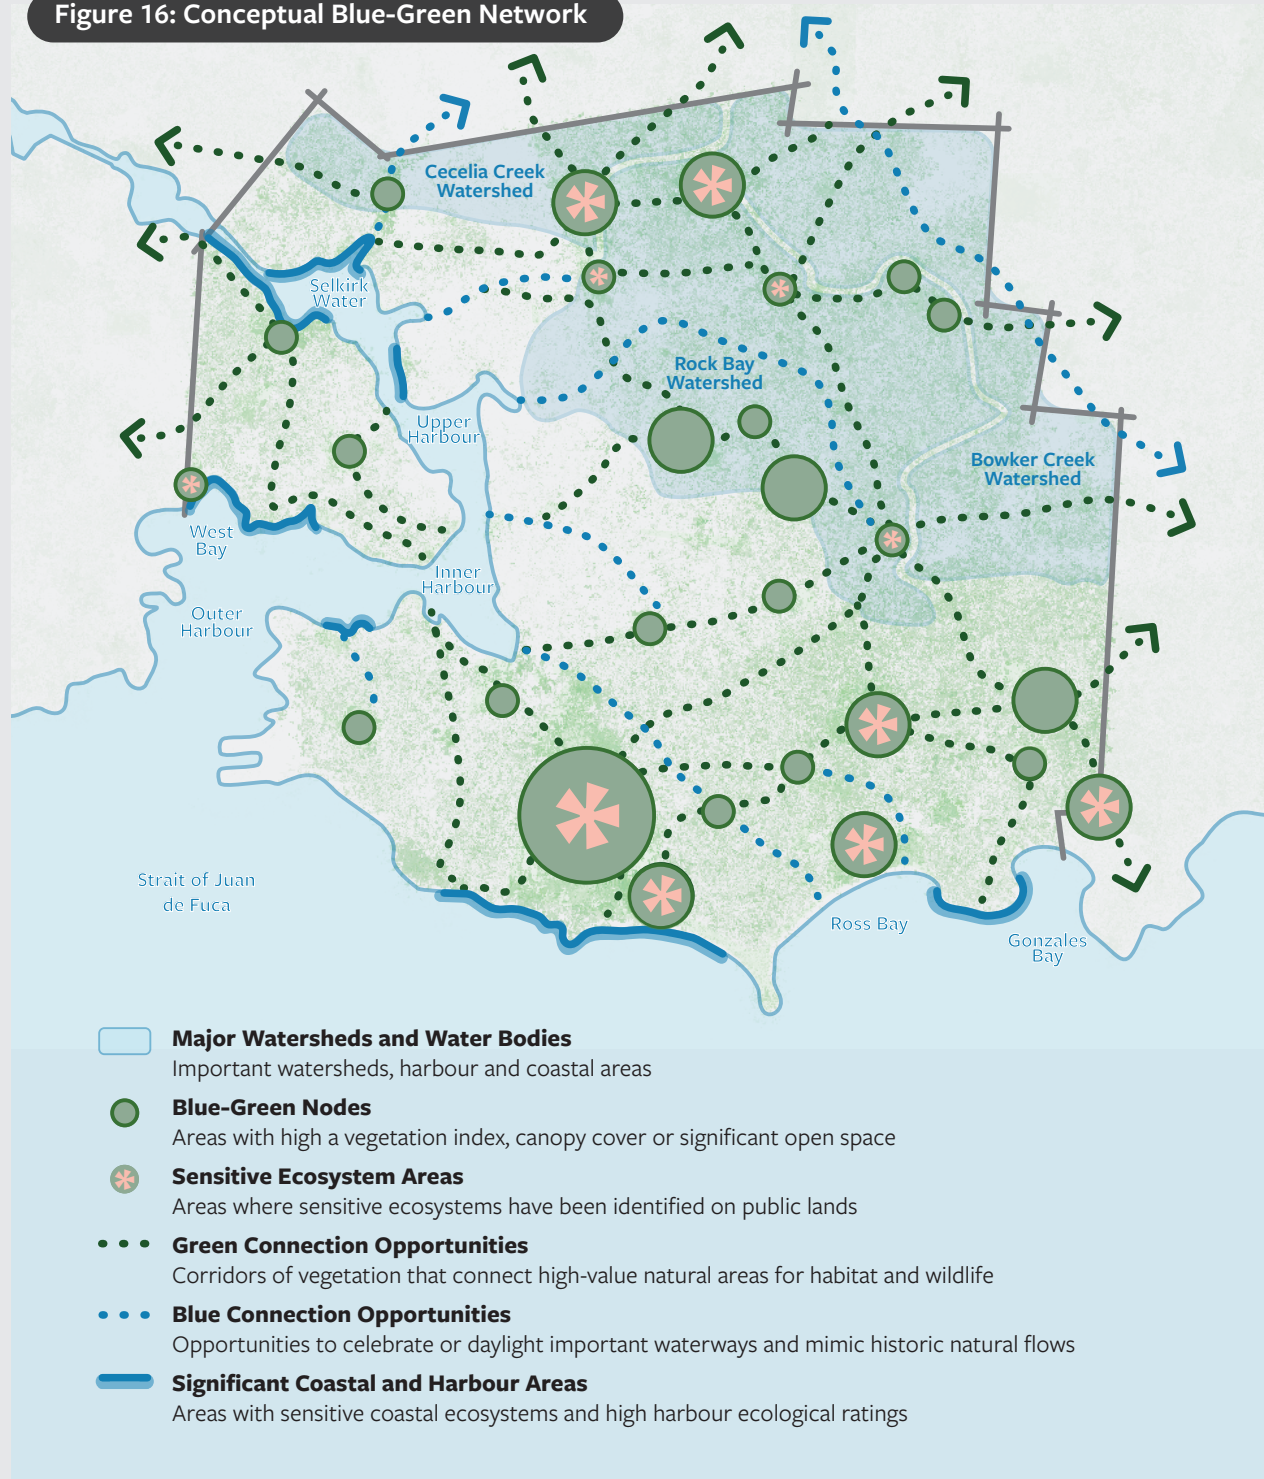 Figure 16: Conceptual Blue-Green Network
Cecelia Creek
Watershed
Selkirk
Water
Rock Bay
Watershed
Upper
Harbour
Bowker Creek
Watershed
West
Bay
Inner
Harbour
Outer
Harbour
Strait of Juan
de Fuca
Ross Bay
Gonzales
Bay
Major Watersheds and Water Bodies
Important watersheds, harbour and coastal areas
Blue-Green Nodes
Areas with high a vegetation index, canopy cover or significant open space
Sensitive Ecosystem Areas
Areas where sensitive ecosystems have been identified on public lands
Green Connection Opportunities
Corridors of vegetation that connect high-value natural areas for habitat and wildlife
Blue Connection Opportunities
Opportunities to celebrate or daylight important waterways and mimic historic natural flows
Significant Coastal and Harbour Areas
Areas with sensitive coastal ecosystems and high harbour ecological ratings